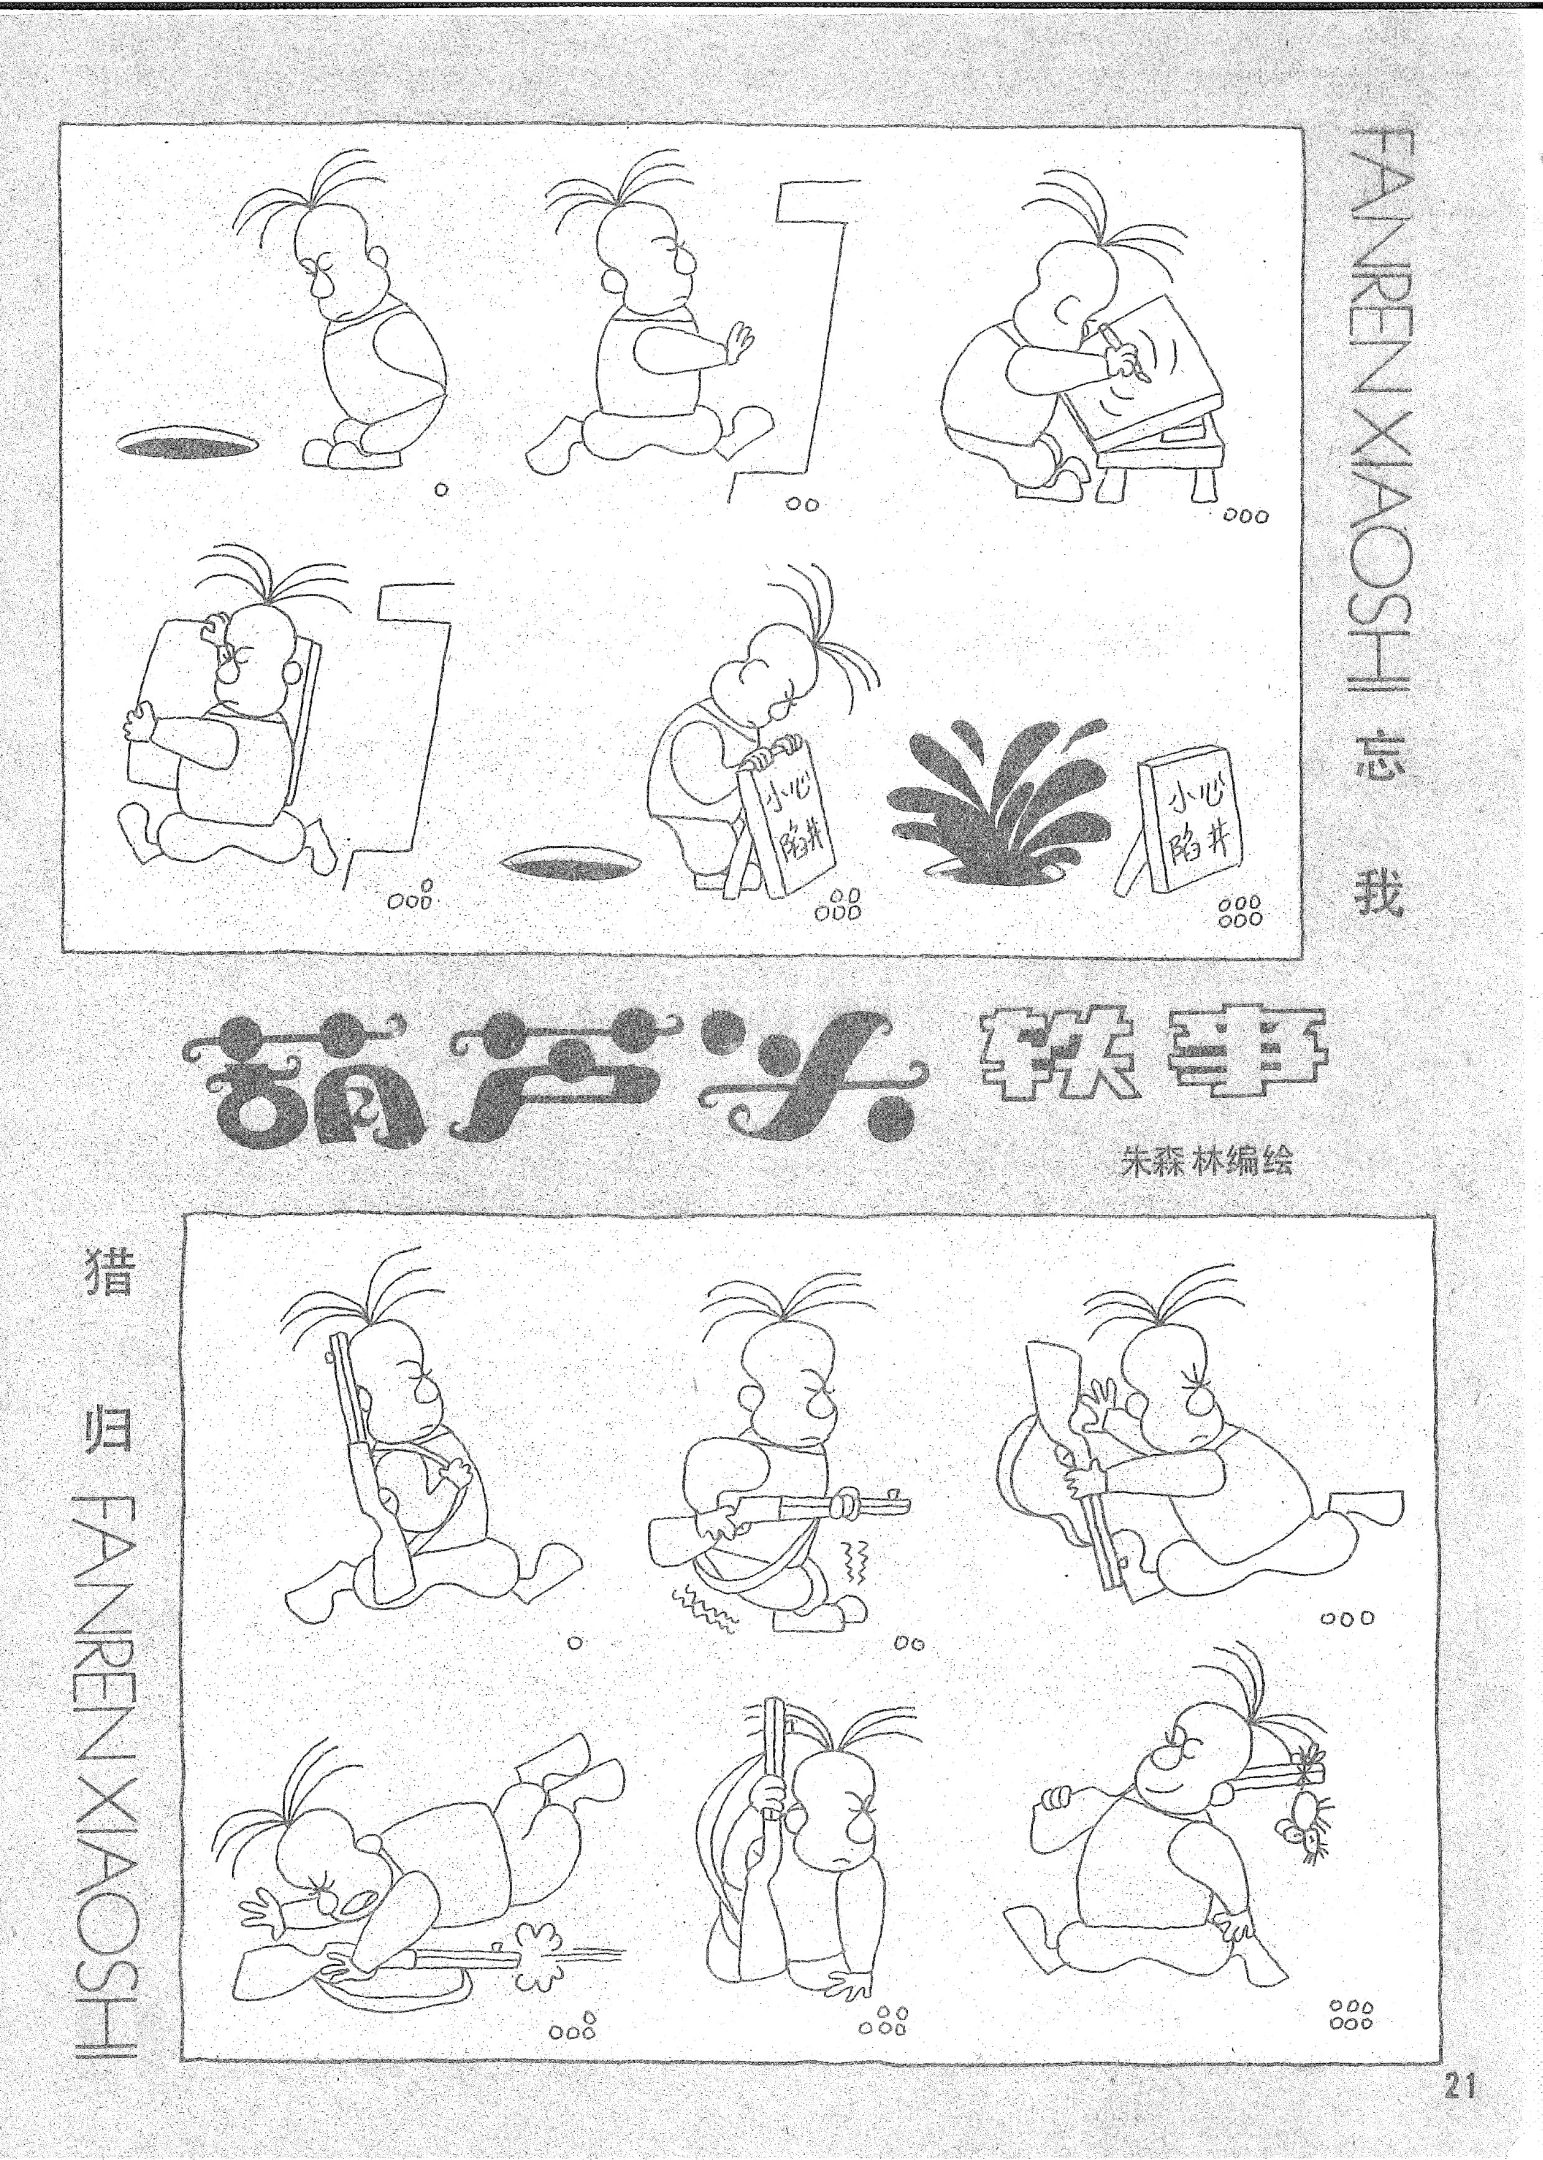 FANREN XIAOSHI 忘 我
小心
陷井
小心
陷井
葫芦头 轶事
朱森林编绘
猎 归 FANREN XIAOSHI
21